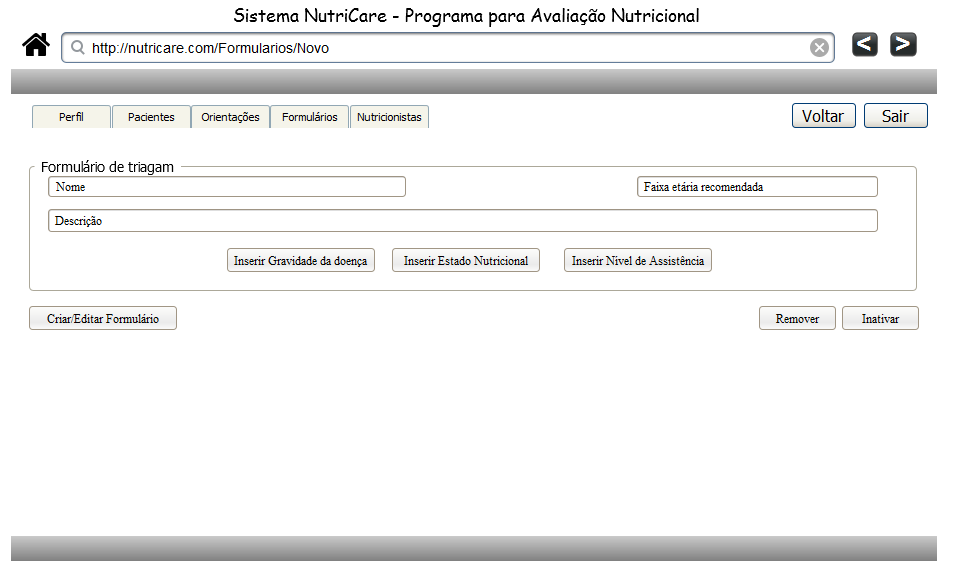 Sistema NutriCare - Programa para Avaliação Nutricional
http://nutricare.com/Formularios/Novo
< >
Perfil Pacientes Orientações Formulários Nutricionistas Voltar Sair
Formulário de triagam
Nome Faixa etária recomendada
Descrição
Inserir Gravidade da doença Inserir Estado Nutricional Inserir Nivel de Assistência
Criar/Editar Formulário Remover Inativar